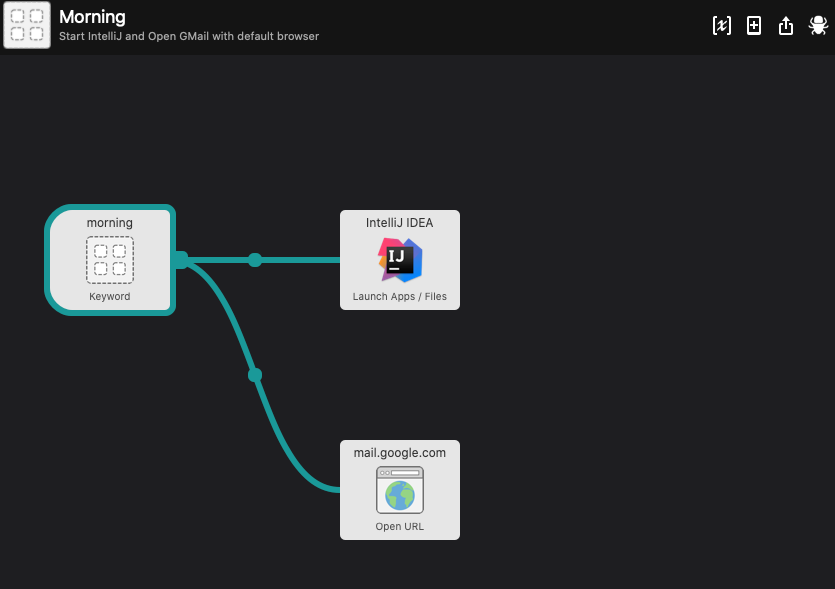 Morning
Start IntelliJ and Open GMail with default browser
morning
Keyword
IntelliJ IDEA
IJ
Launch Apps / Files
mail.google.com
Open URL